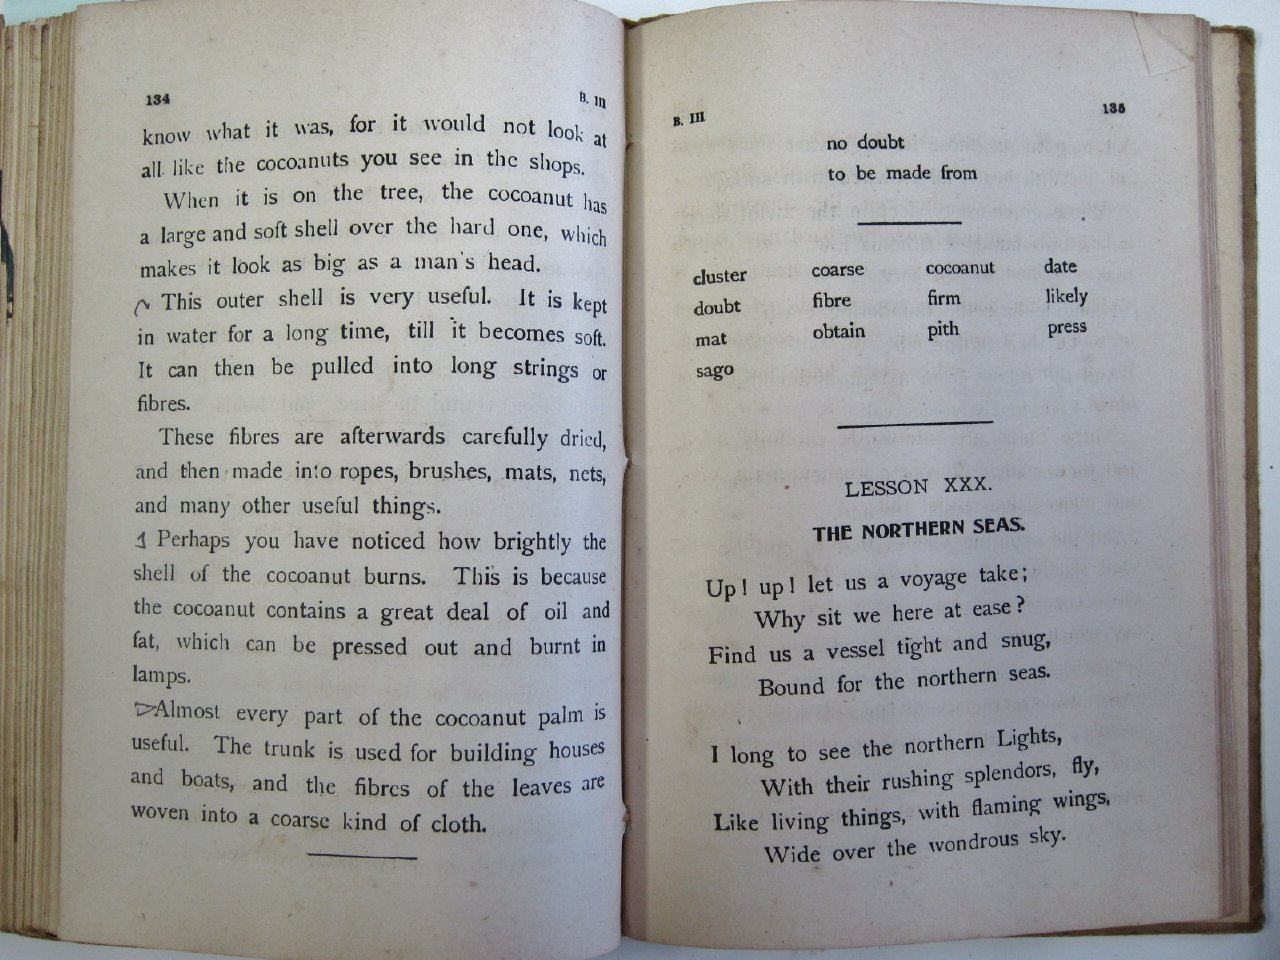 134
B. III
know what it was, for it would not look at
all like the cocoanuts you see in the shops.
When it is on the tree, the cocoanut has
a large and soft shell over the hard one, which
makes it look as big as a man's head.
This outer shell is very useful. It is kept
in water for a long time, till it becomes soft.
It can then be pulled into long strings or
fibres.
These fibres are afterwards carefully dried,
and then made into ropes, brushes, mats, nets,
and many other useful things.
Perhaps you have noticed how brightly the
shell of the cocoanut burns. This is because
the cocoanut contains a great deal of oil and
fat, which can be pressed out and burnt in
lamps.
Almost every part of the cocoanut palm is
useful. The trunk is used for building houses
and boats, and the fibres of the leaves are
woven into a coarse kind of cloth.
B. III
135
no doubt
to be made from
cluster coarse cocoanut date
doubt fibre firm likely
mat obtain pith press
sago
LESSON XXX.
THE NORTHERN SEAS.
Up! up! let us a voyage take;
Why sit we here at ease?
Find us a vessel tight and snug,
Bound for the northern seas.
I long to see the northern Lights,
With their rushing splendors, fly,
Like living things, with flaming wings,
Wide over the wondrous sky.